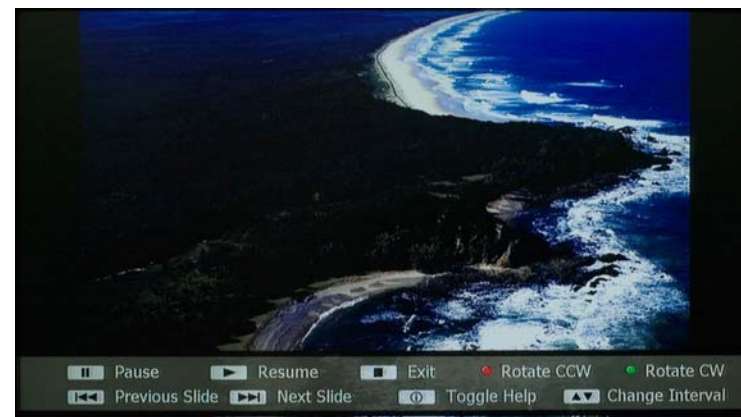 Pause Resume Exit Rotate CCW Rotate CW
Previous Slide Next Slide Toggle Help Change Interval